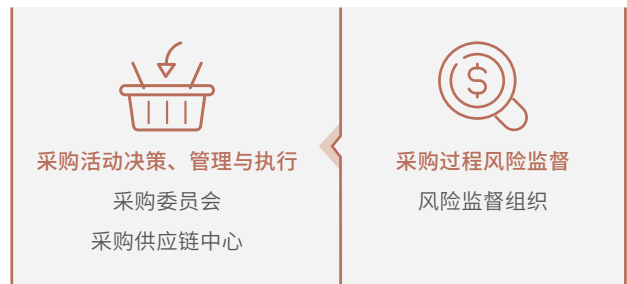 采购活动决策、管理与执行
采购委员会
采购供应链中心
$
采购过程风险监督
风险监督组织